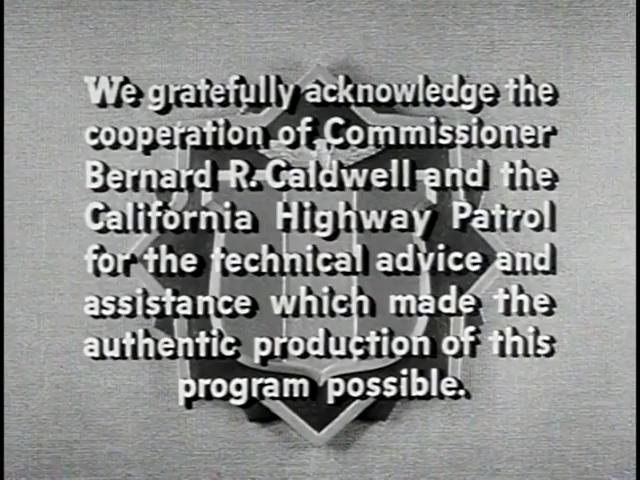 We gratefully acknowledge the
cooperation of Commissioner
Bernard R. Caldwell and the
California Highway Patrol
for the technical advice and
assistance which made the
authentic production of this
program possible.